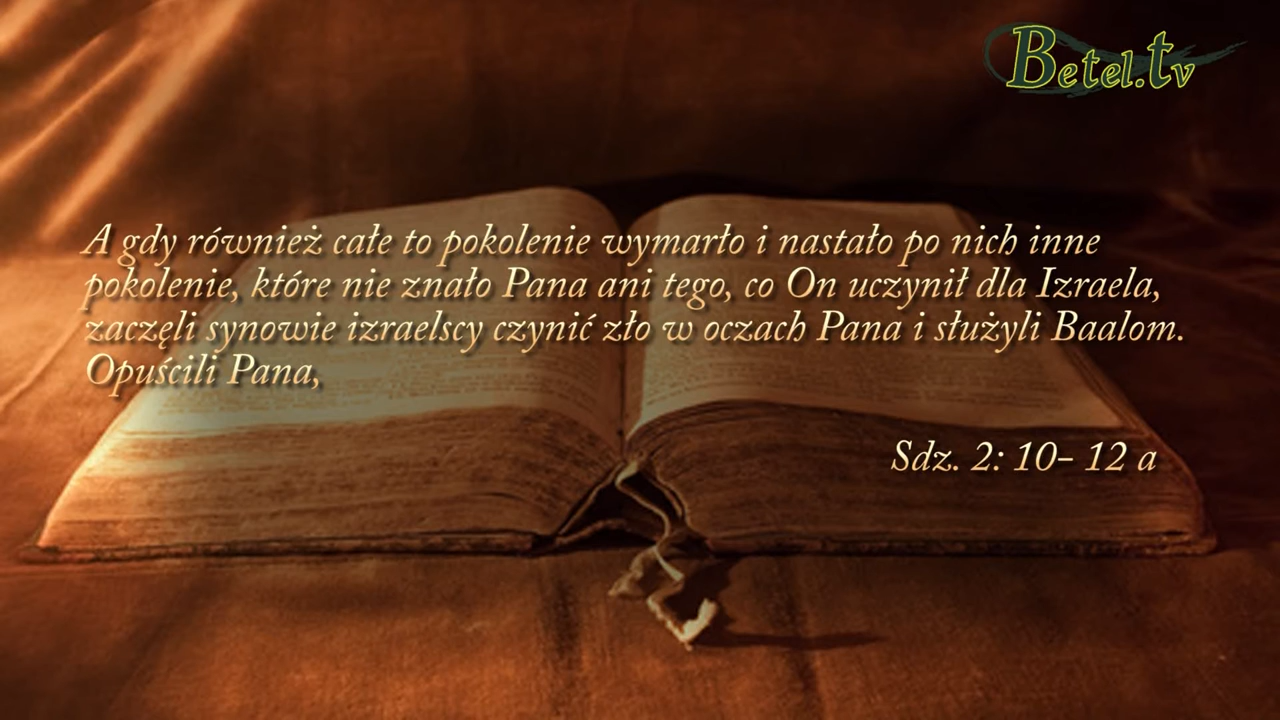 Betel.tv
A gdy również całe to pokolenie wymarło i nastało po nich inne
pokolenie, które nie znało Pana ani tego, co On uczynił dla Izraela,
zaczęli synowie izraelscy czynić zło w oczach Pana i służyli Baalom.
Opuścili Pana,
Sdz. 2: 10- 12 a